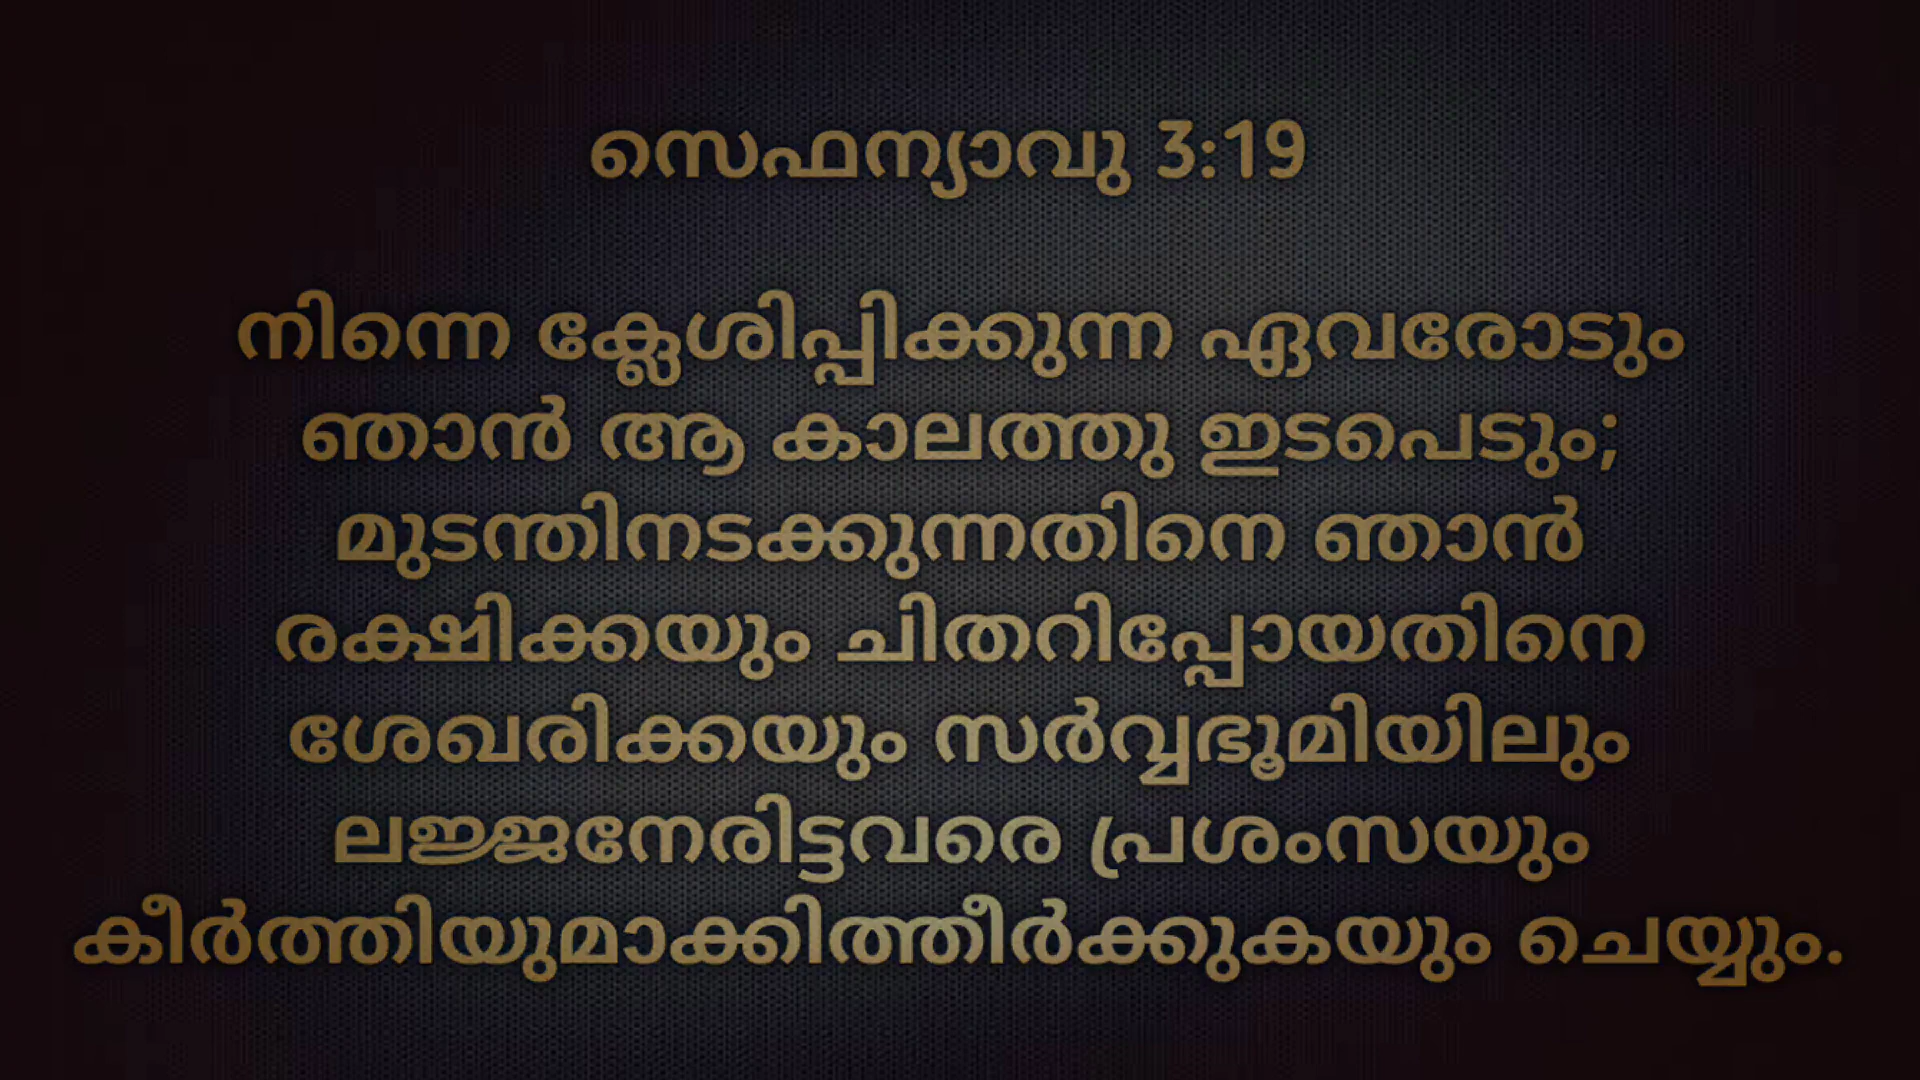 സെഫന്യാവു 3:19
നിന്നെ ക്ലേശിപ്പിക്കുന്ന ഏവരോടും
ഞാൻ ആ കാലത്തു ഇടപെടും;
മുടന്തിനടക്കുന്നതിനെ ഞാൻ
രക്ഷിക്കയും ചിതറിപ്പോയതിനെ
ശേഖരിക്കയും സർവ്വഭൂമിയിലും
ലജ്ജനേരിട്ടവരെ പ്രശംസയും
കീർത്തിയുമാക്കിത്തീർക്കുകയും ചെയ്യും.